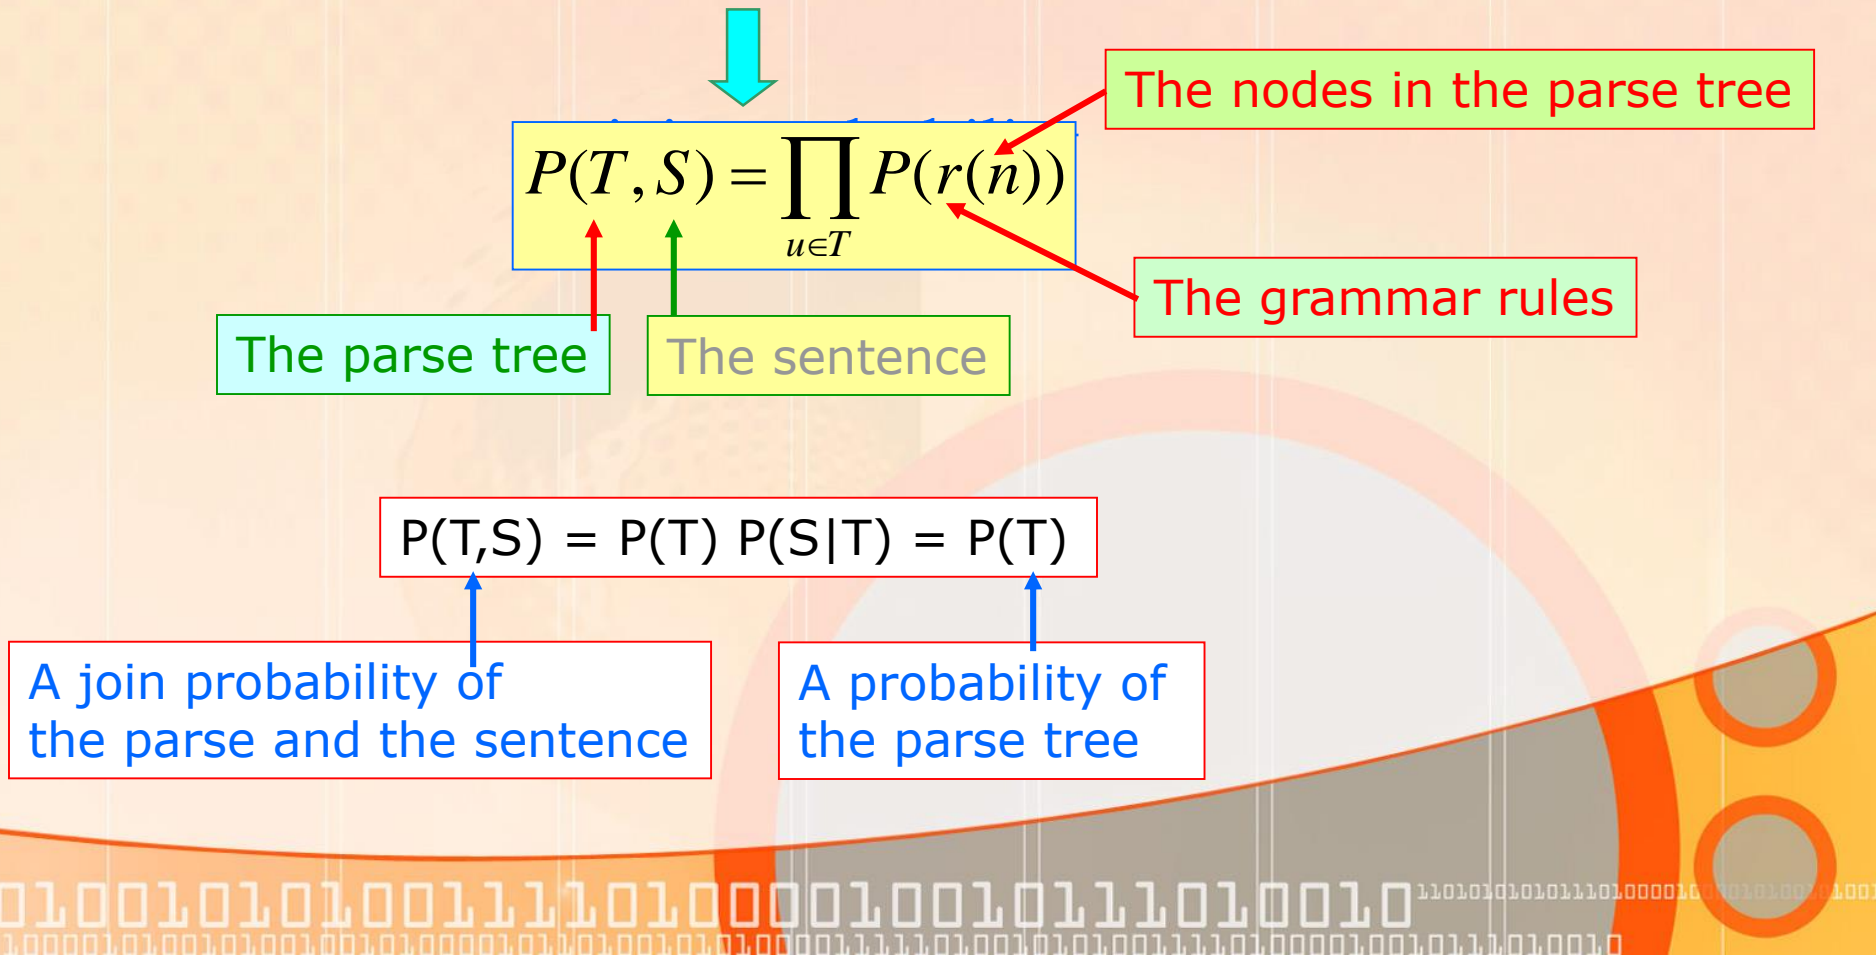 The nodes in the parse tree
P(T,S) = ∏ P(r(n))
u∈T
The grammar rules
The parse tree
The sentence
P(T,S) = P(T) P(S|T) = P(T)
A join probability of
the parse and the sentence
A probability of
the parse tree